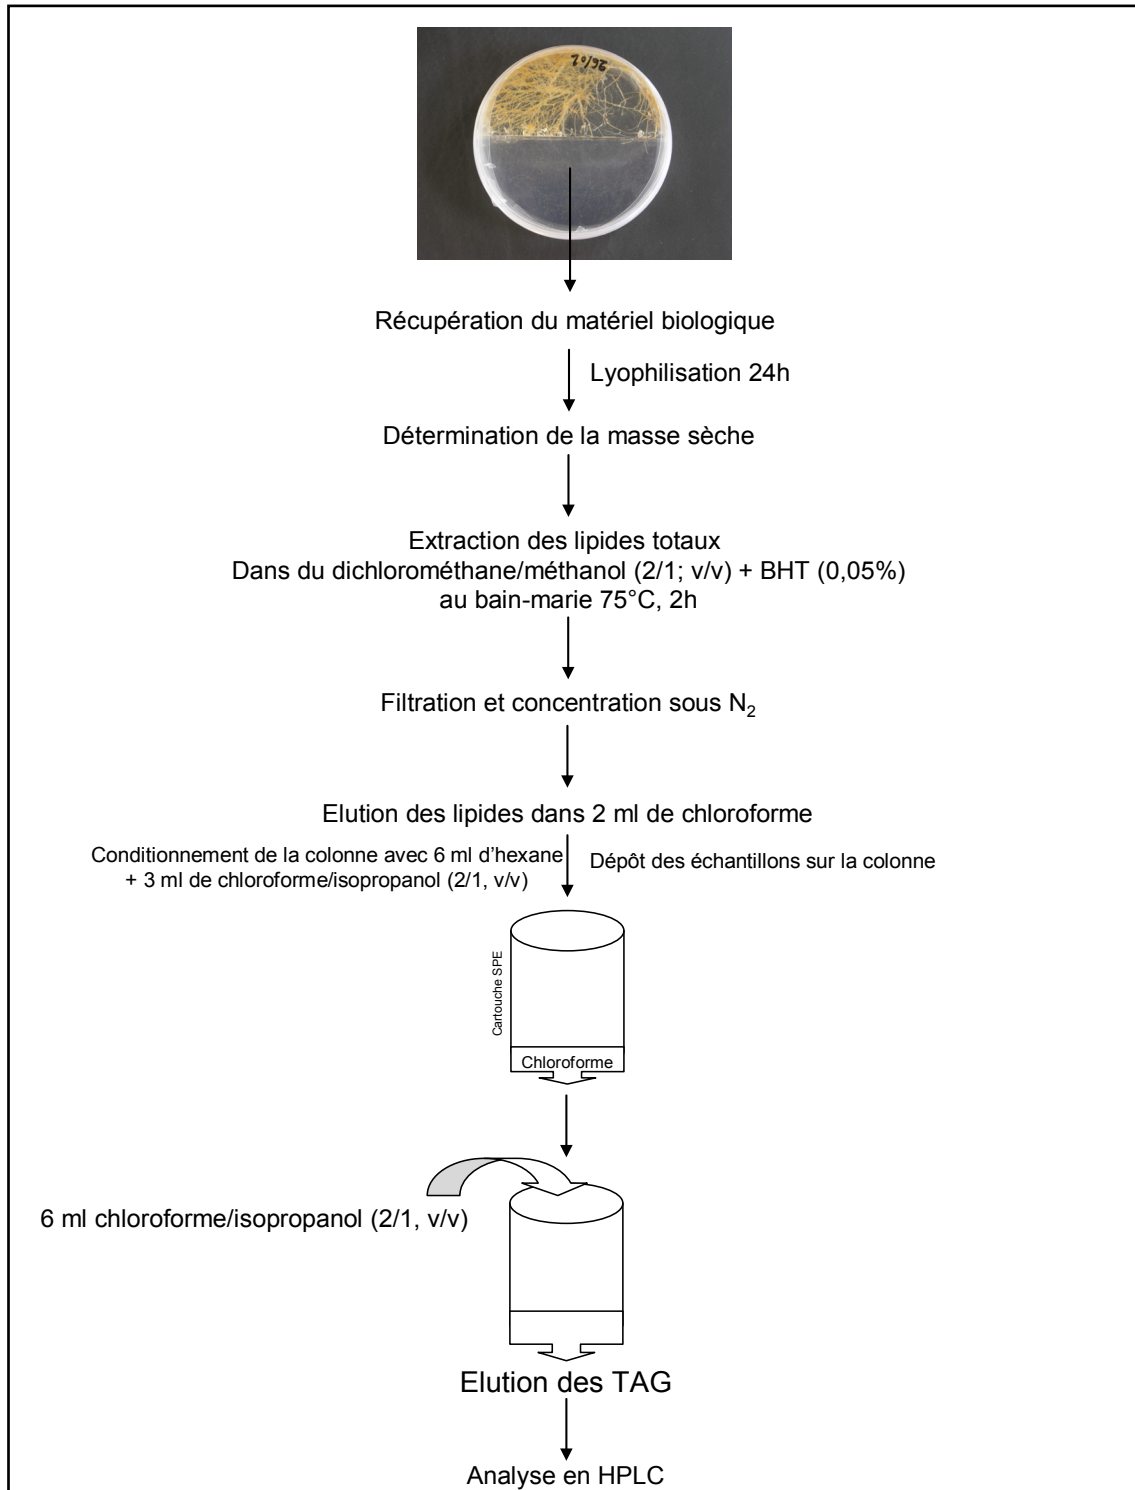 26/02
Récupération du matériel biologique
Lyophilisation 24h
Détermination de la masse sèche
Extraction des lipides totaux
Dans du dichlorométhane/méthanol (2/1; v/v) + BHT (0,05%)
au bain-marie 75°C, 2h
Filtration et concentration sous N₂
Elution des lipides dans 2 ml de chloroforme
Conditionnement de la colonne avec 6 ml d’hexane
+ 3 ml de chloroforme/isopropanol (2/1, v/v)
Dépôt des échantillons sur la colonne
Cartouche SPE
Chloroforme
6 ml chloroforme/isopropanol (2/1, v/v)
Elution des TAG
Analyse en HPLC